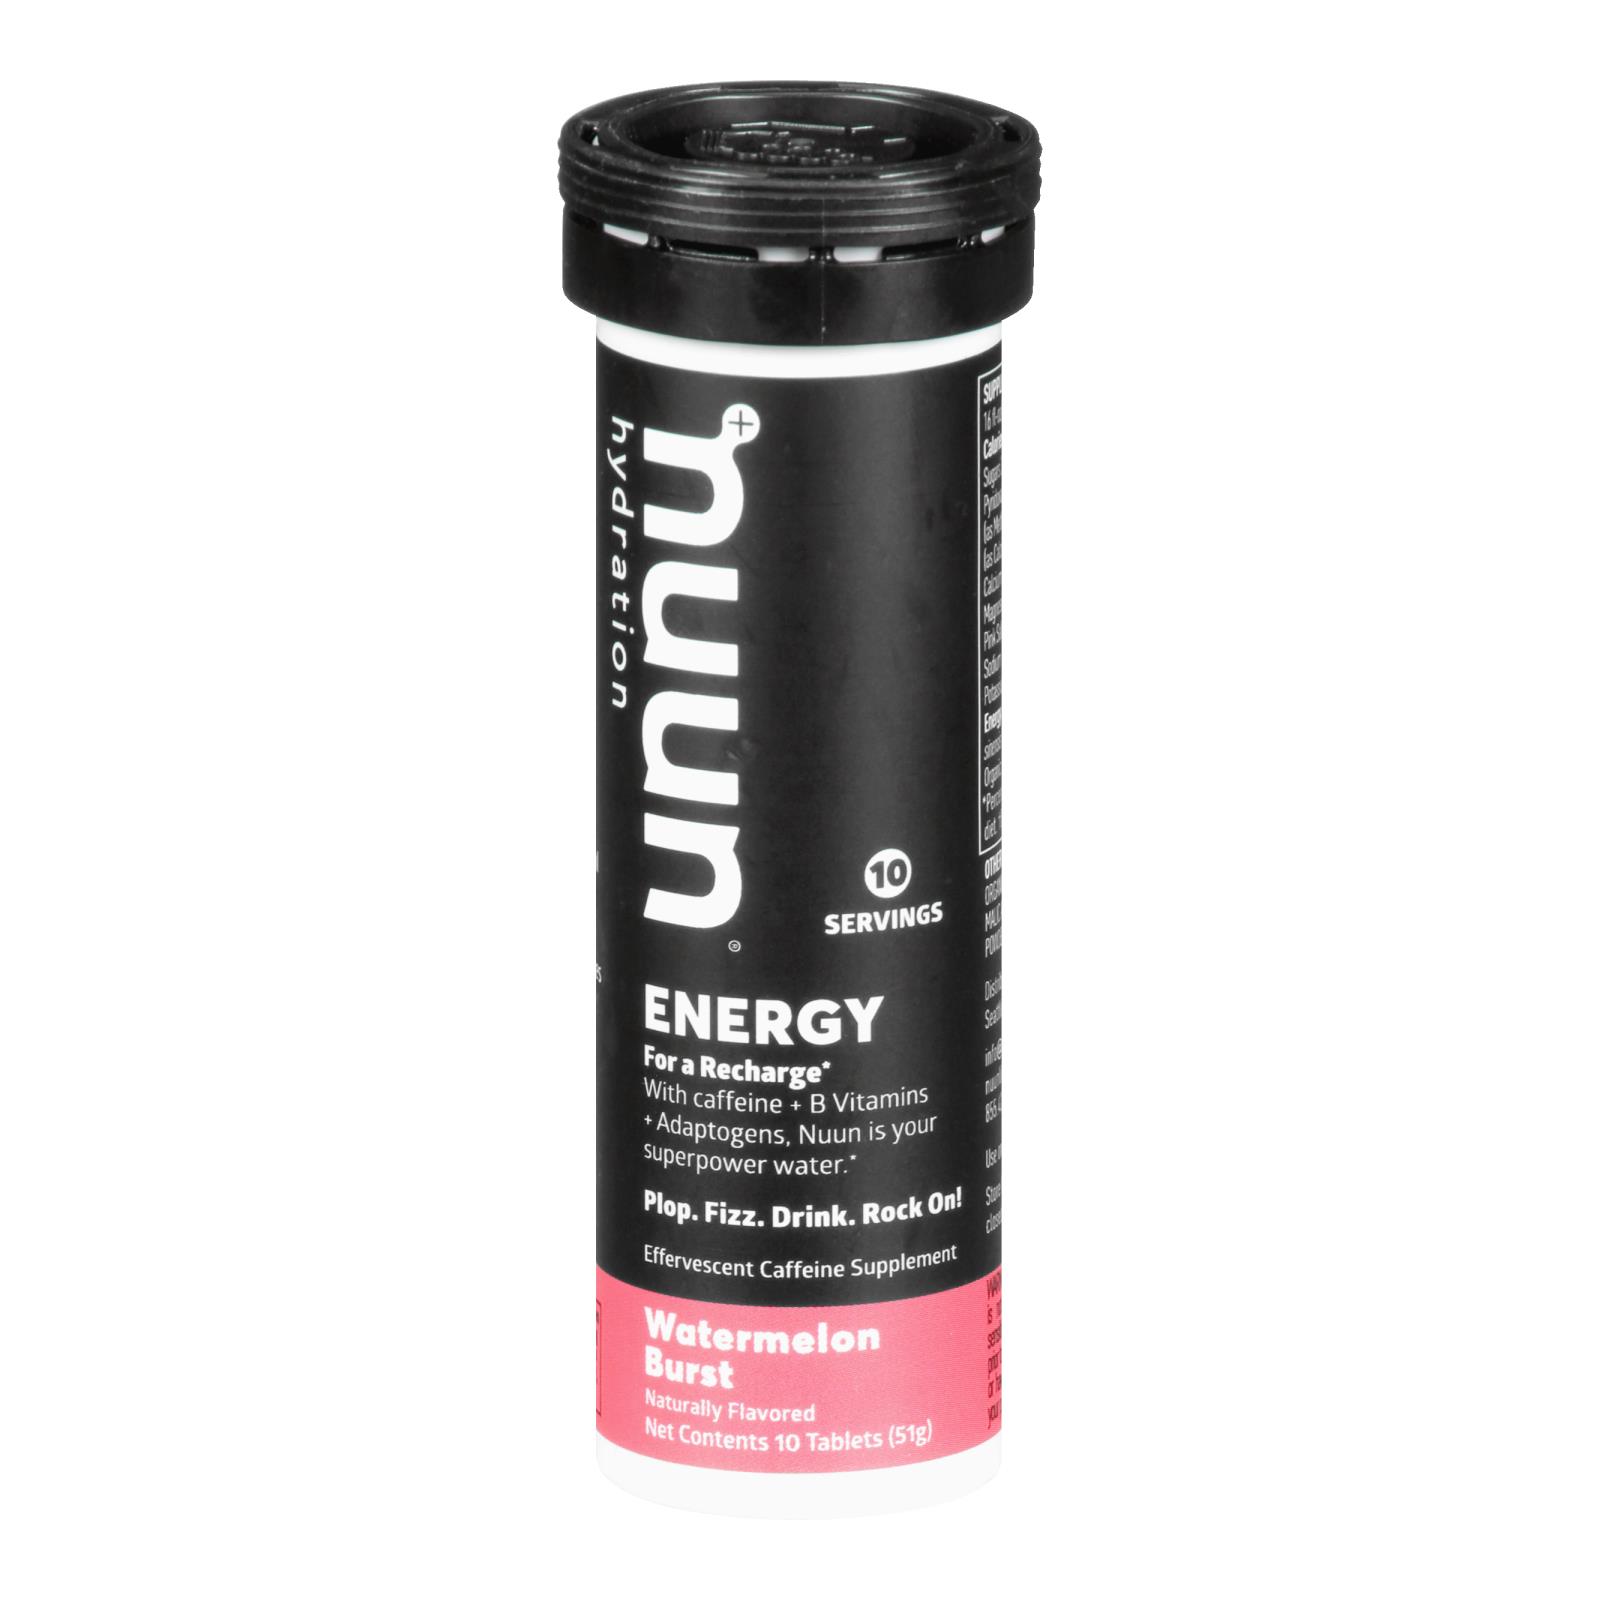 nuun
hydration
10
SERVINGS
ENERGY
For a Recharge*
With caffeine + B Vitamins
+ Adaptogens, Nuun is your
superpower water.*
Plop. Fizz. Drink. Rock On!
Effervescent Caffeine Supplement
Watermelon
Burst
Naturally Flavored
Net Contents 10 Tablets (51g)